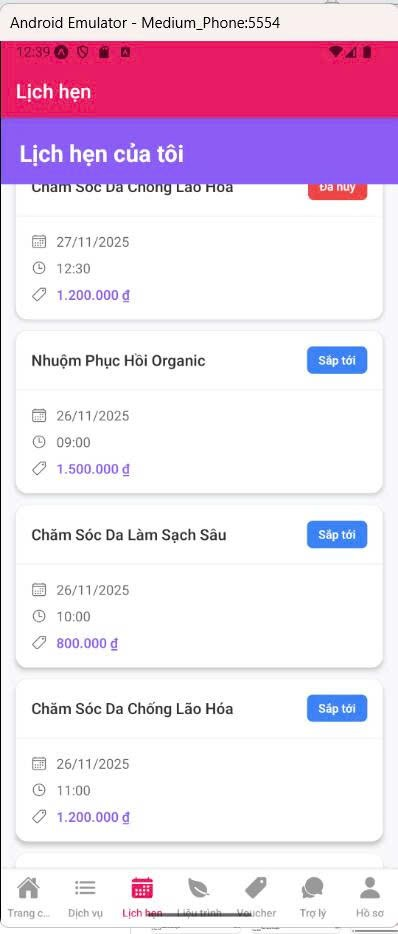 Android Emulator - Medium_Phone:5554
12:39
Lịch hẹn
Lịch hẹn của tôi
Chăm Sóc Da Chống Lão Hóa
Đã hủy
27/11/2025
12:30
1.200.000 ₫
Nhuộm Phục Hồi Organic
Sắp tới
26/11/2025
09:00
1.500.000 ₫
Chăm Sóc Da Làm Sạch Sâu
Sắp tới
26/11/2025
10:00
800.000 ₫
Chăm Sóc Da Chống Lão Hóa
Sắp tới
26/11/2025
11:00
1.200.000 ₫
Trang c...
Dịch vụ
Lịch hẹn
Liệu trình
Voucher
Trợ lý
Hồ sơ